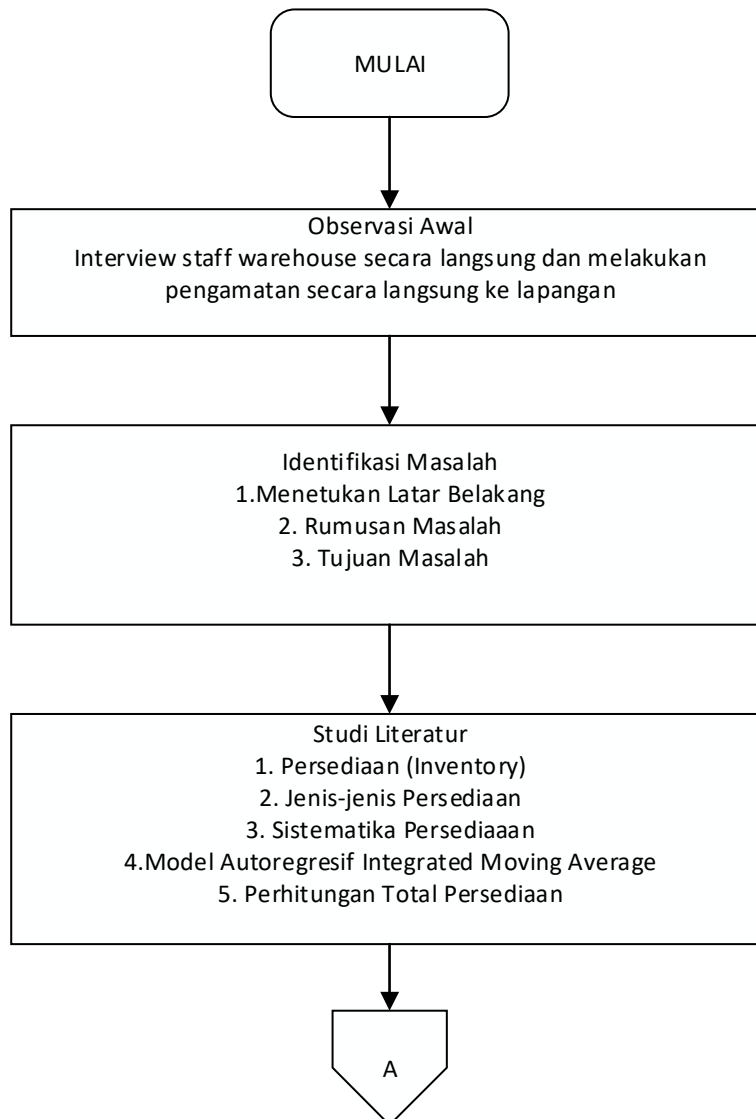 MULAI
Observasi Awal
Interview staff warehouse secara langsung dan melakukan
pengamatan secara langsung ke lapangan
Identifikasi Masalah
1.Menetukan Latar Belakang
2. Rumusan Masalah
3. Tujuan Masalah
Studi Literatur
1. Persediaan (Inventory)
2. Jenis-jenis Persediaan
3. Sistematika Persediaaan
4.Model Autoregresif Integrated Moving Average
5. Perhitungan Total Persediaan
A